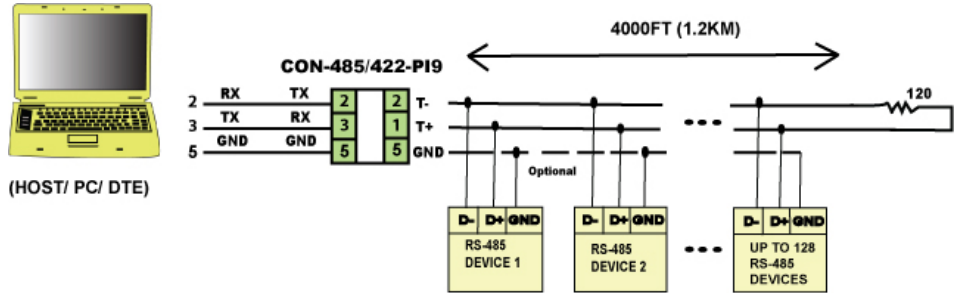 4000FT (1.2KM)
CON-485/422-PI9
2 RX TX 2 2 T-
3 TX RX 3 1 T+
5 GND GND 5 5 GND
120
Optional
(HOST/ PC/ DTE)
D- D+ GND
RS-485
DEVICE 1
D- D+ GND
RS-485
DEVICE 2
D- D+ GND
UP TO 128
RS-485
DEVICES